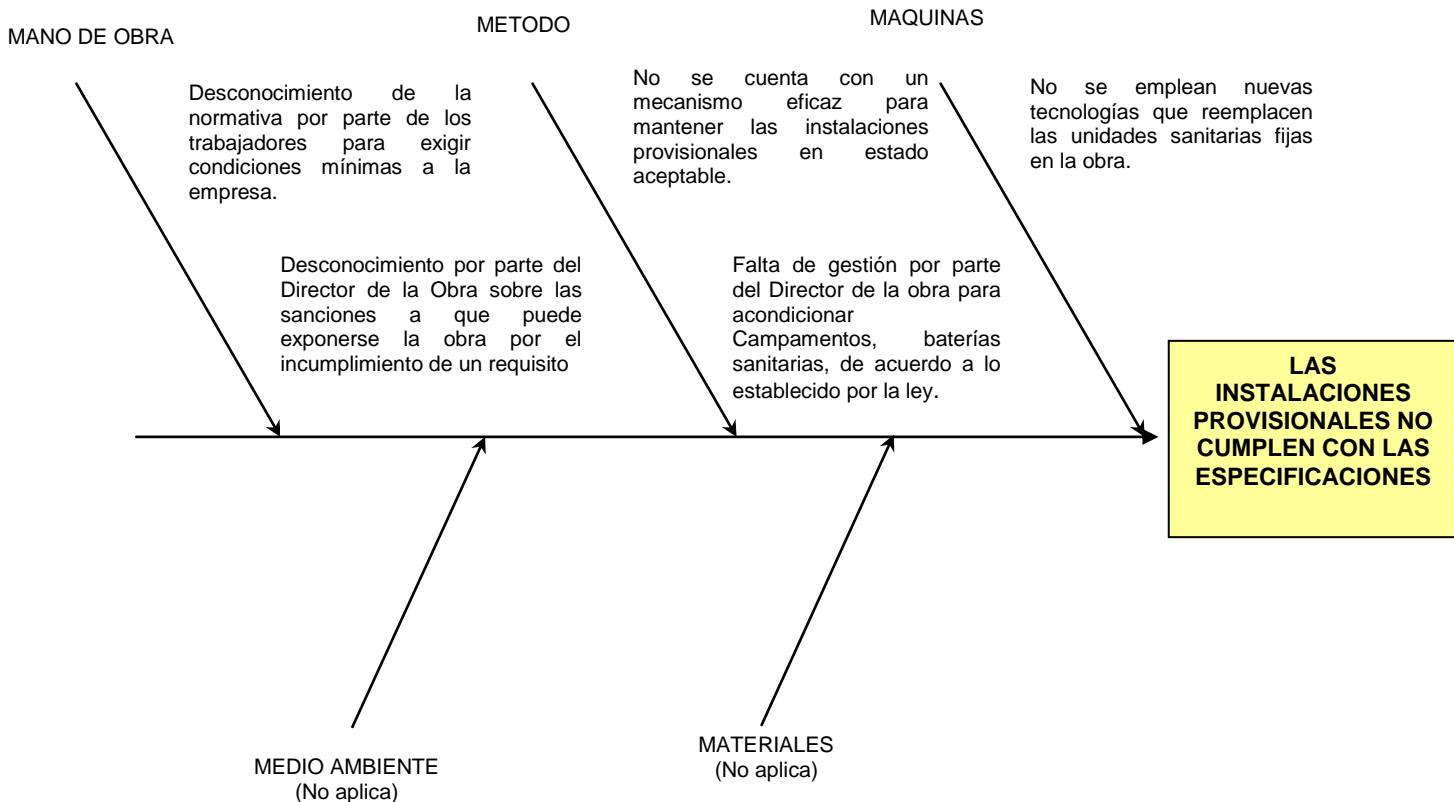 MANO DE OBRA
METODO
MAQUINAS
Desconocimiento de la
normativa por parte de los
trabajadores para exigir
condiciones mínimas a la
empresa.
No se cuenta con un
mecanismo eficaz para
mantener las instalaciones
provisionales en estado
aceptable.
No se emplean nuevas
tecnologías que reemplacen
las unidades sanitarias fijas
en la obra.
Desconocimiento por parte del
Director de la Obra sobre las
sanciones a que puede
exponerse la obra por el
incumplimiento de un requisito
Falta de gestión por parte
del Director de la obra para
acondicionar
Campamentos, baterías
sanitarias, de acuerdo a lo
establecido por la ley.
LAS
INSTALACIONES
PROVISIONALES NO
CUMPLEN CON LAS
ESPECIFICACIONES
MEDIO AMBIENTE
(No aplica)
MATERIALES
(No aplica)